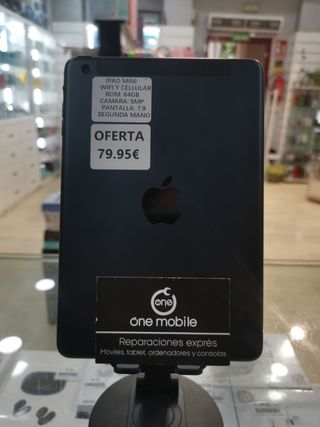 IPAD MINI
WIFI Y CELLULAR
ROM: 64GB
CAMARA: 5MP
PANTALLA: 7.9
SEGUNDA MANO
OFERTA
79.95€
one
óne mobile
Reparaciones exprés
Móviles, tablet, ordenadores y consolas